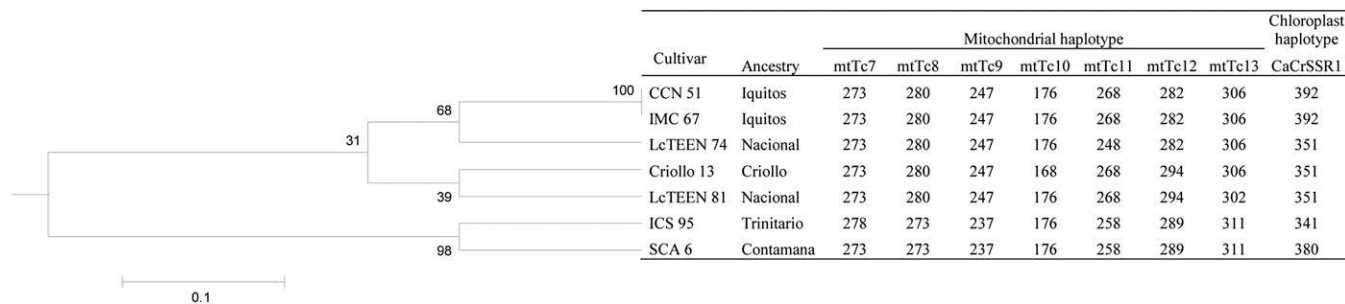 Chloroplast
Mitochondrial haplotype haplotype
Cultivar Ancestry mtTc7 mtTc8 mtTc9 mtTc10 mtTc11 mtTc12 mtTc13 CaCrSSR1
100 CCN 51 Iquitos 273 280 247 176 268 282 306 392
68 IMC 67 Iquitos 273 280 247 176 268 282 306 392
31 LcTEEN 74 Nacional 273 280 247 176 248 282 306 351
Criollo 13 Criollo 273 280 247 168 268 294 306 351
39 LcTEEN 81 Nacional 273 280 247 176 268 294 302 351
ICS 95 Trinitario 278 273 237 176 258 289 311 341
98 SCA 6 Contamana 273 273 237 176 258 289 311 380
0.1